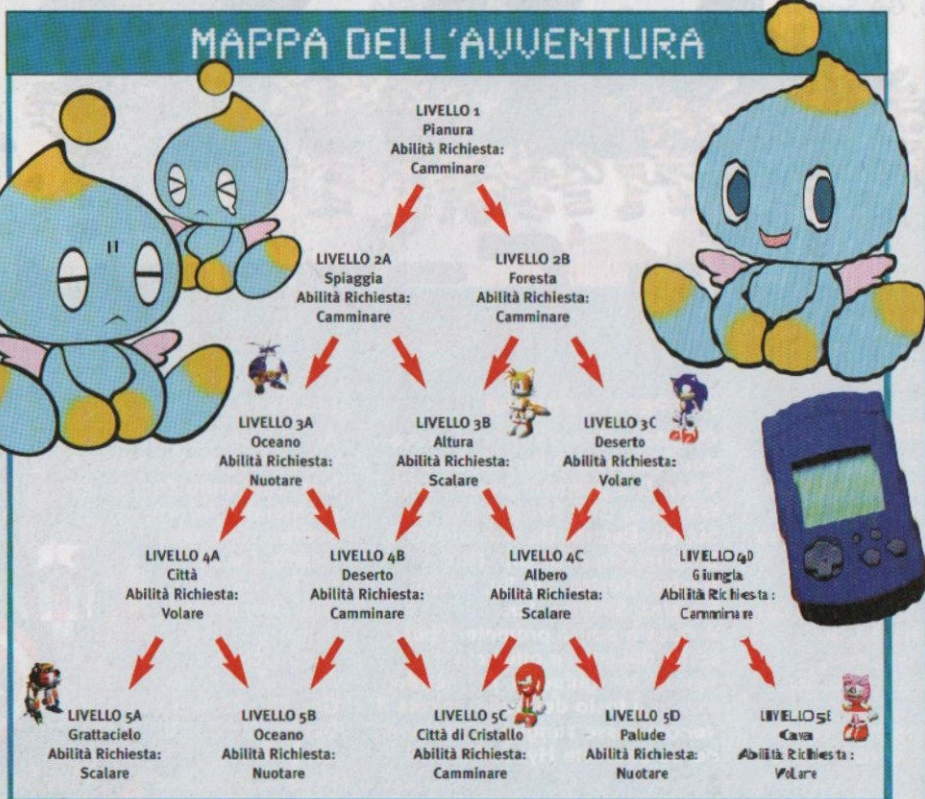 MAPPA DELL'AVVENTURA
LIVELLO 1
Pianura
Abilità Richiesta:
Camminare
LIVELLO 2A
Spiaggia
Abilità Richiesta:
Camminare
LIVELLO 2B
Foresta
Abilità Richiesta:
Camminare
LIVELLO 3A
Oceano
Abilità Richiesta:
Nuotare
LIVELLO 3B
Altura
Abilità Richiesta:
Scalare
LIVELLO 3C
Deserto
Abilità Richiesta:
Volare
LIVELLO 4A
Città
Abilità Richiesta:
Volare
LIVELLO 4B
Deserto
Abilità Richiesta:
Camminare
LIVELLO 4C
Albero
Abilità Richiesta:
Scalare
LIVELLO 4D
Giungla
Abilità Richiesta:
Camminare
LIVELLO 5A
Grattacielo
Abilità Richiesta:
Scalare
LIVELLO 5B
Oceano
Abilità Richiesta:
Nuotare
LIVELLO 5C
Città di Cristallo
Abilità Richiesta:
Camminare
LIVELLO 5D
Palude
Abilità Richiesta:
Nuotare
LIVELLO 5E
Cava
Abilità Richiesta:
Volare